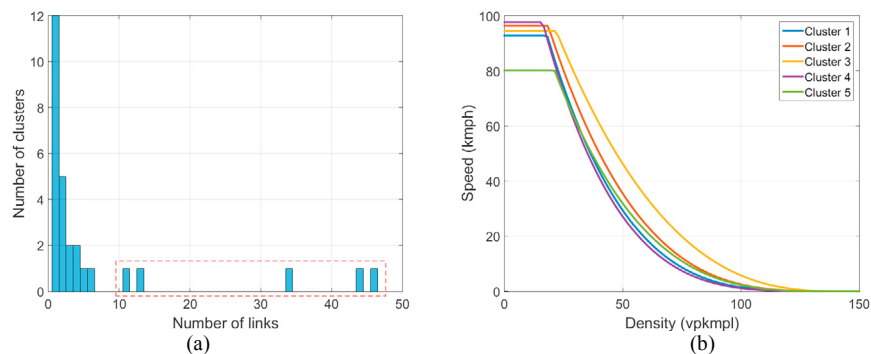 12
10
8
6
4
2
0
Number of clusters
0 10 20 30 40 50
Number of links
(a)
100
80
60
40
20
0
Speed (kmph)
Cluster 1
Cluster 2
Cluster 3
Cluster 4
Cluster 5
0 50 100 150
Density (vpkmpl)
(b)